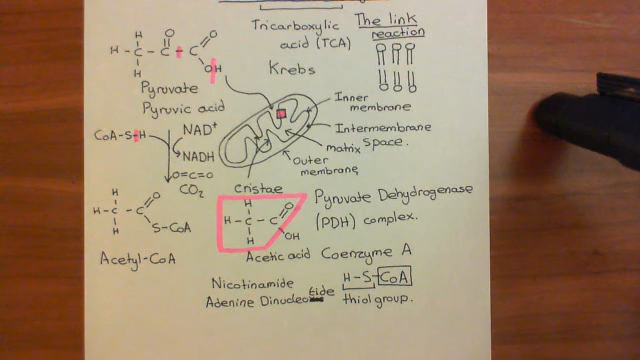 Tricarboxylic
acid (TCA)
The link
reaction
Krebs
H - C - C - C
H
H
O
O
OH
Pyruvate
Pyruvic acid
Inner
membrane
Intermembrane
space.
matrix
Outer
membrane
cristae
CoA-S-H
NAD+
NADH
O=C=O
CO2
H
H - C - C
H
O
S-CoA
Acetyl-CoA
H
H - C - C
H
O
OH
Acetic acid
Pyruvate Dehydrogenase
(PDH) complex.
Coenzyme A
H-S-CoA
thiol group.
Nicotinamide
Adenine Dinucleotide